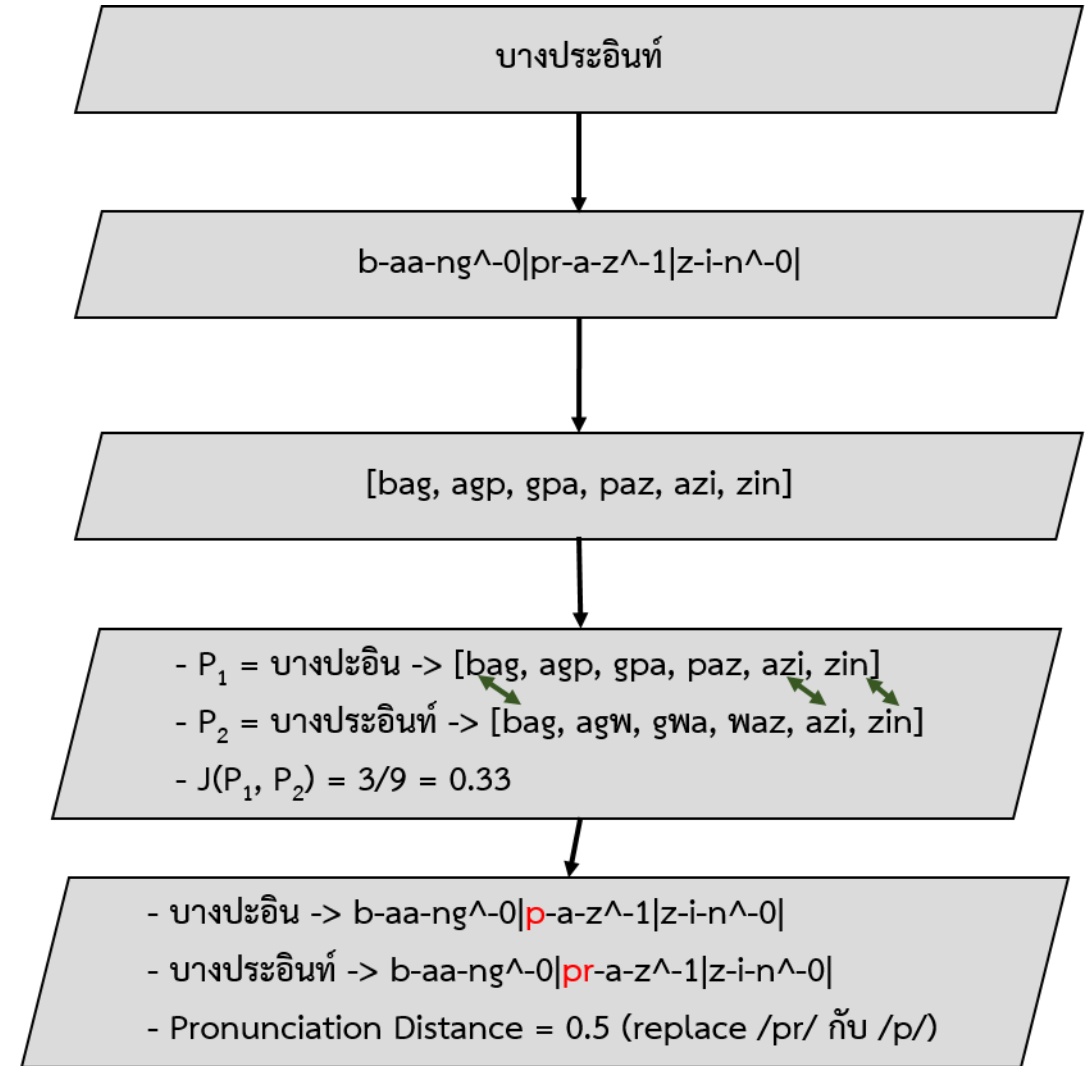 บางประอินท์
b-aa-ng^-0|pr-a-z^-1|z-i-n^-0|
[bag, agp, gpa, paz, azi, zin]
- P₁ = บางปะอิน -> [bag, agp, gpa, paz, azi, zin]
- P₂ = บางประอินท์ -> [bag, agพ, gพa, พaz, azi, zin]
- J(P₁, P₂) = 3/9 = 0.33
- บางปะอิน -> b-aa-ng^-0|p-a-z^-1|z-i-n^-0|
- บางประอินท์ -> b-aa-ng^-0|pr-a-z^-1|z-i-n^-0|
- Pronunciation Distance = 0.5 (replace /pr/ กับ /p/)